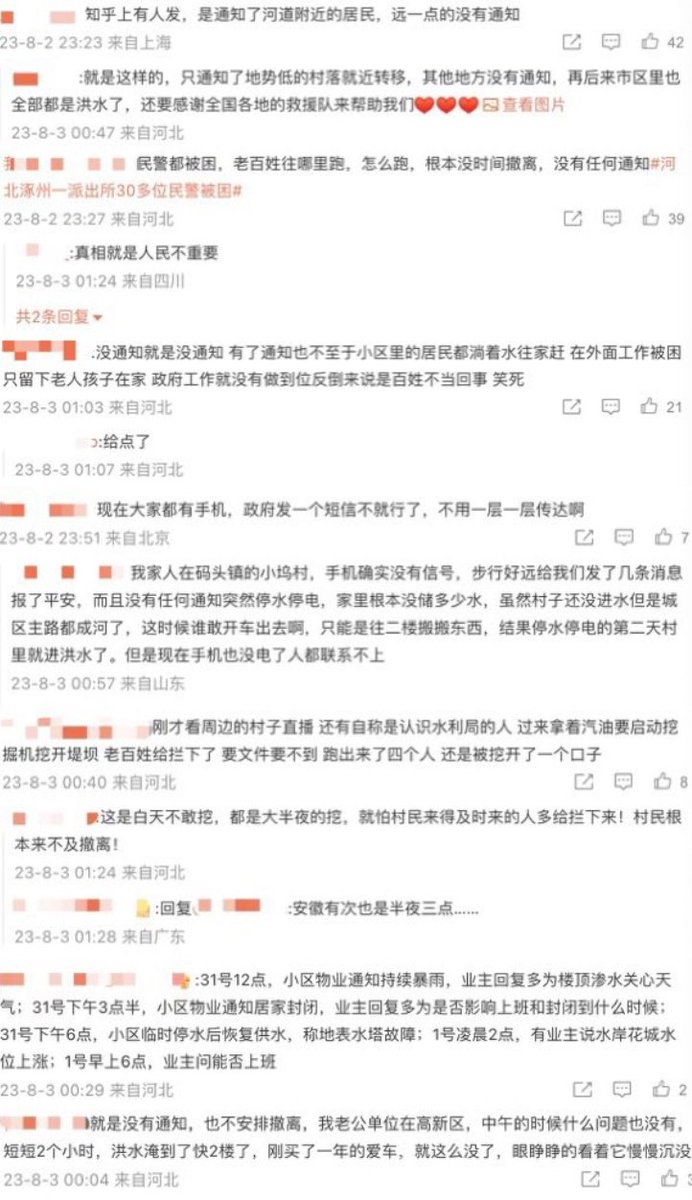 知乎上有人发，是通知了河道附近的居民，远一点的没有通知
23-8-2 23:23 来自上海
42
:就是这样的，只通知了地势低的村落就近转移，其他地方没有通知，再后来市区里也
全部都是洪水了，还要感谢全国各地的救援队来帮助我们❤️❤️❤️查看图片
23-8-3 00:47 来自河北
民警都被困，老百姓往哪里跑，怎么跑，根本没时间撤离，没有任何通知#河
北涿州一派出所30多位民警被困#
23-8-2 23:27 来自河北
39
:真相就是人民不重要
23-8-3 01:24 来自四川
共2条回复
.没通知就是没通知 有了通知也不至于小区里的居民都淌着水往家赶 在外面工作被困
只留下老人孩子在家 政府工作就没有做到位反倒来说是百姓不当回事 笑死
23-8-3 01:03 来自河北
21
:给点了
23-8-3 01:07 来自河北
现在大家都有手机，政府发一个短信不就行了，不用一层一层传达啊
23-8-2 23:51 来自北京
7
我家人在码头镇的小坞村，手机确实没有信号，步行好远给我们发了几条消息
报了平安，而且没有任何通知突然停水停电，家里根本没储多少水，虽然村子还没进水但是城
区主路都成河了，这时候谁敢开车出去啊，只能是往二楼搬搬东西，结果停水停电的第二天村
里就进洪水了。但是现在手机也没电了人都联系不上
23-8-3 00:57 来自山东
刚才看周边的村子直播 还有自称是认识水利局的人 过来拿着汽油要启动挖
掘机挖开堤坝 老百姓给拦下了 要文件要不到 跑出来了四个人 还是被挖开了一个口子
23-8-3 00:40 来自河北
8
这是白天不敢挖，都是大半夜的挖，就怕村民来得及时来的人多给拦下来！村民根
本来不及撤离！
23-8-3 01:24 来自河北
:回复
:安徽有次也是半夜三点……
23-8-3 01:28 来自广东
:31号12点，小区物业通知持续暴雨，业主回复多为楼顶渗水关心天
气；31号下午3点半，小区物业通知居家封闭，业主回复多为是否影响上班和封闭到什么时候；
31号下午6点，小区临时停水后恢复供水，称地表水塔故障；1号凌晨2点，有业主说水岸花城水
位上涨；1号早上6点，业主问能否上班
23-8-3 00:29 来自河北
2
就是没有通知，也不安排撤离，我老公单位在高新区，中午的时候什么问题也没有，
短短2个小时，洪水淹到了快2楼了，刚买了一年的爱车，就这么没了，眼睁睁的看着它慢慢沉没
23-8-3 00:04 来自河北